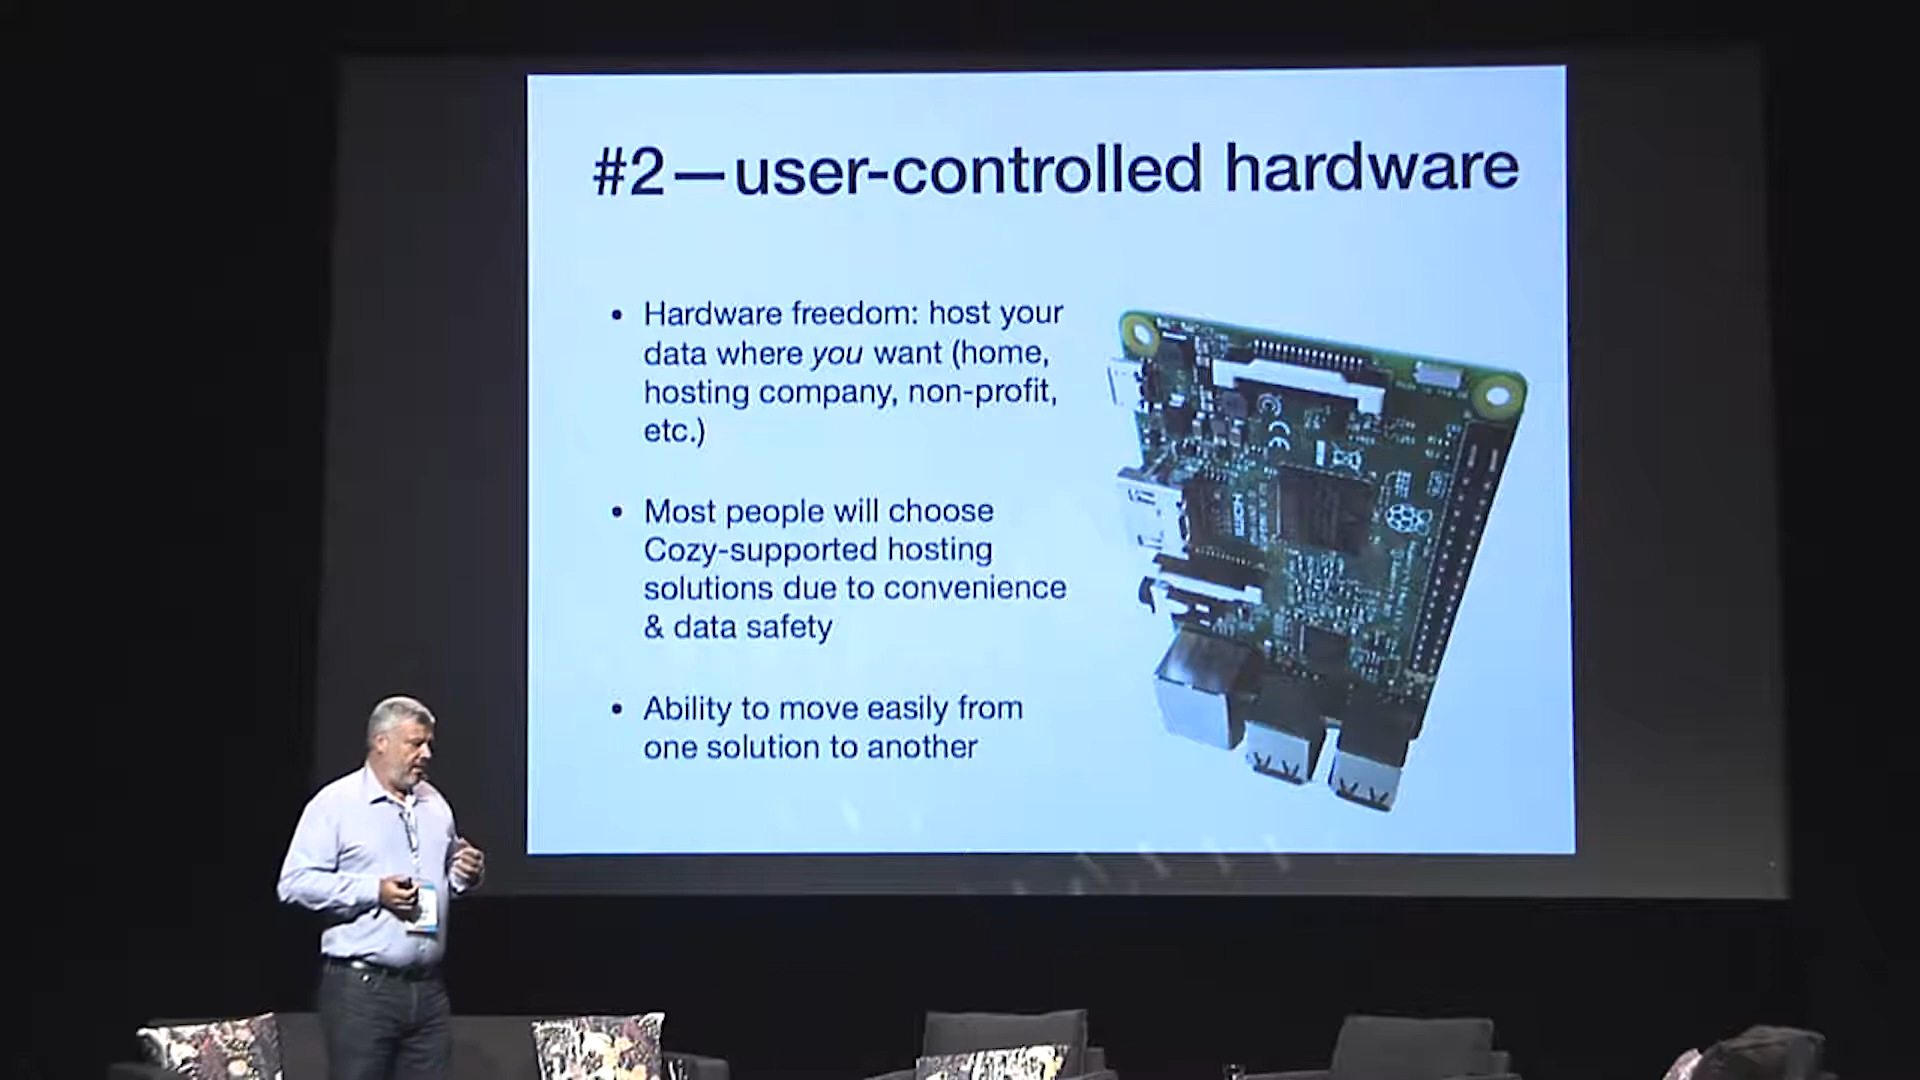 #2—user-controlled hardware
• Hardware freedom: host your
data where you want (home,
hosting company, non-profit,
etc.)
• Most people will choose
Cozy-supported hosting
solutions due to convenience
& data safety
• Ability to move easily from
one solution to another
HDMI